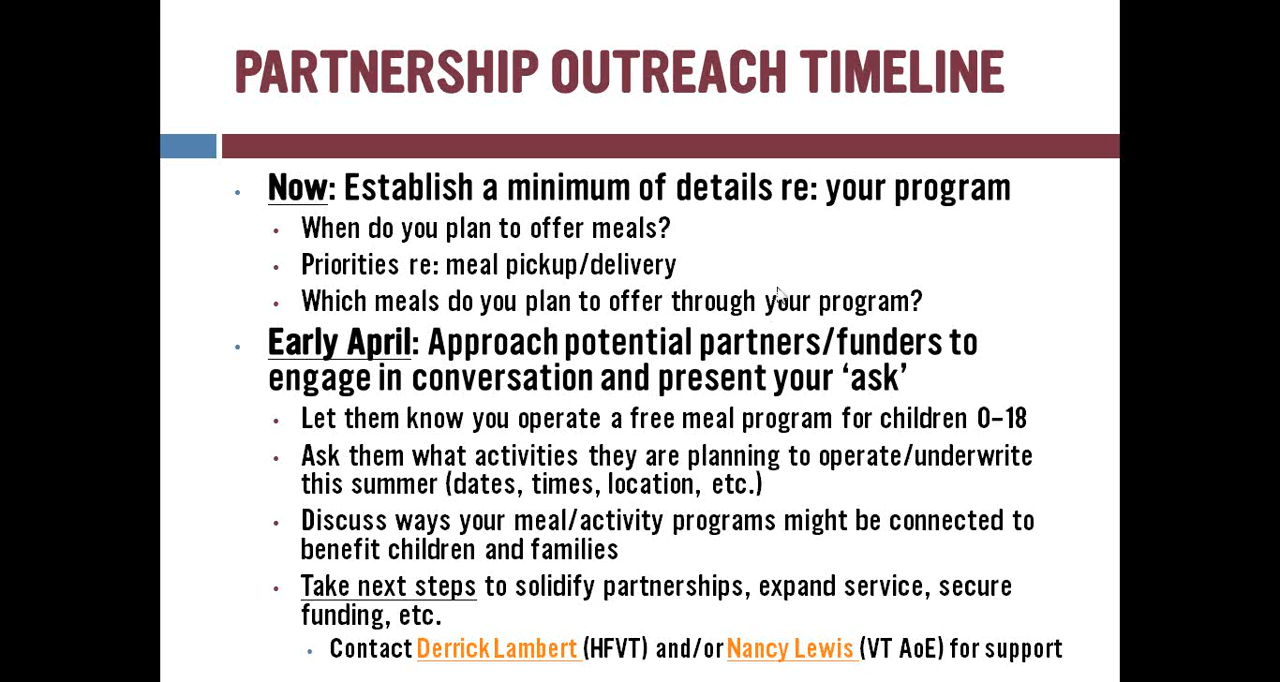 PARTNERSHIP OUTREACH TIMELINE
• Now: Establish a minimum of details re: your program
• When do you plan to offer meals?
• Priorities re: meal pickup/delivery
• Which meals do you plan to offer through your program?
• Early April: Approach potential partners/funders to
engage in conversation and present your ‘ask’
• Let them know you operate a free meal program for children 0–18
• Ask them what activities they are planning to operate/underwrite
this summer (dates, times, location, etc.)
• Discuss ways your meal/activity programs might be connected to
benefit children and families
• Take next steps to solidify partnerships, expand service, secure
funding, etc.
• Contact Derrick Lambert (HFVT) and/or Nancy Lewis (VT AoE) for support